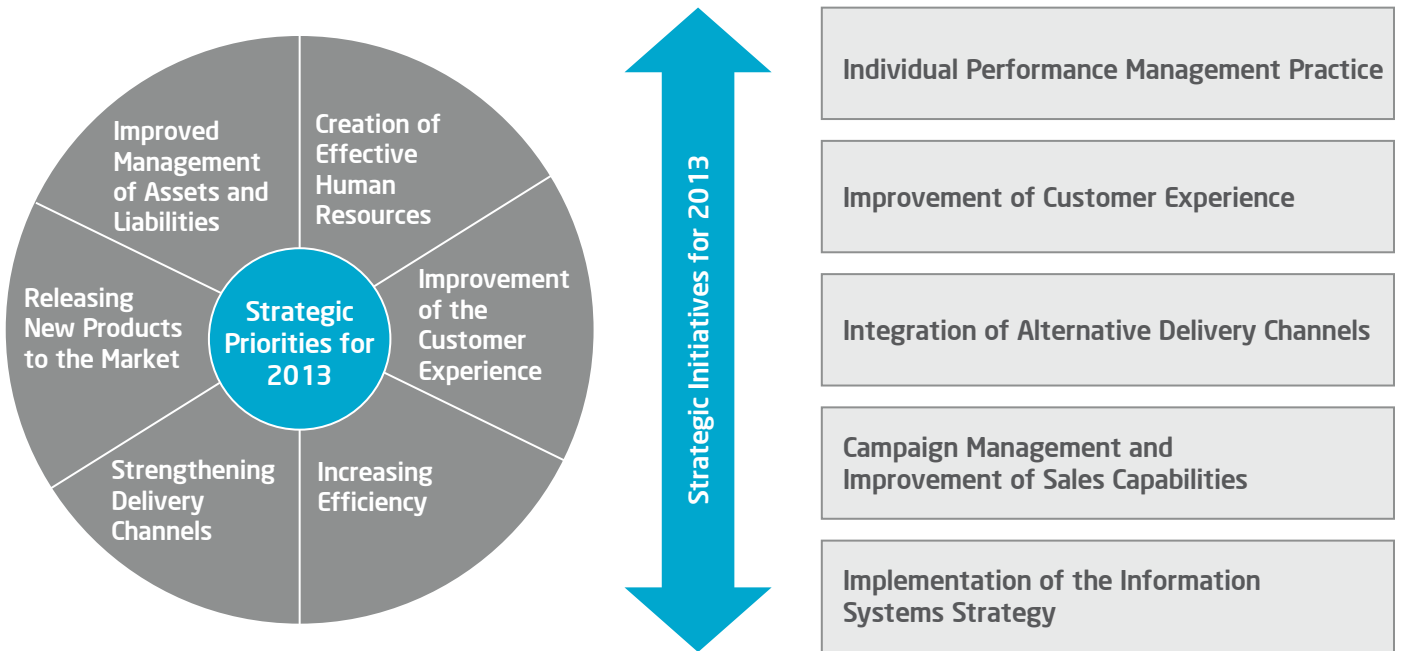 Improved
Management
of Assets and
Liabilities
Creation of
Effective
Human
Resources
Improvement
of the
Customer
Experience
Increasing
Efficiency
Strengthening
Delivery
Channels
Releasing
New Products
to the Market
Strategic
Priorities for
2013
Strategic Initiatives for 2013
Individual Performance Management Practice
Improvement of Customer Experience
Integration of Alternative Delivery Channels
Campaign Management and
Improvement of Sales Capabilities
Implementation of the Information
Systems Strategy